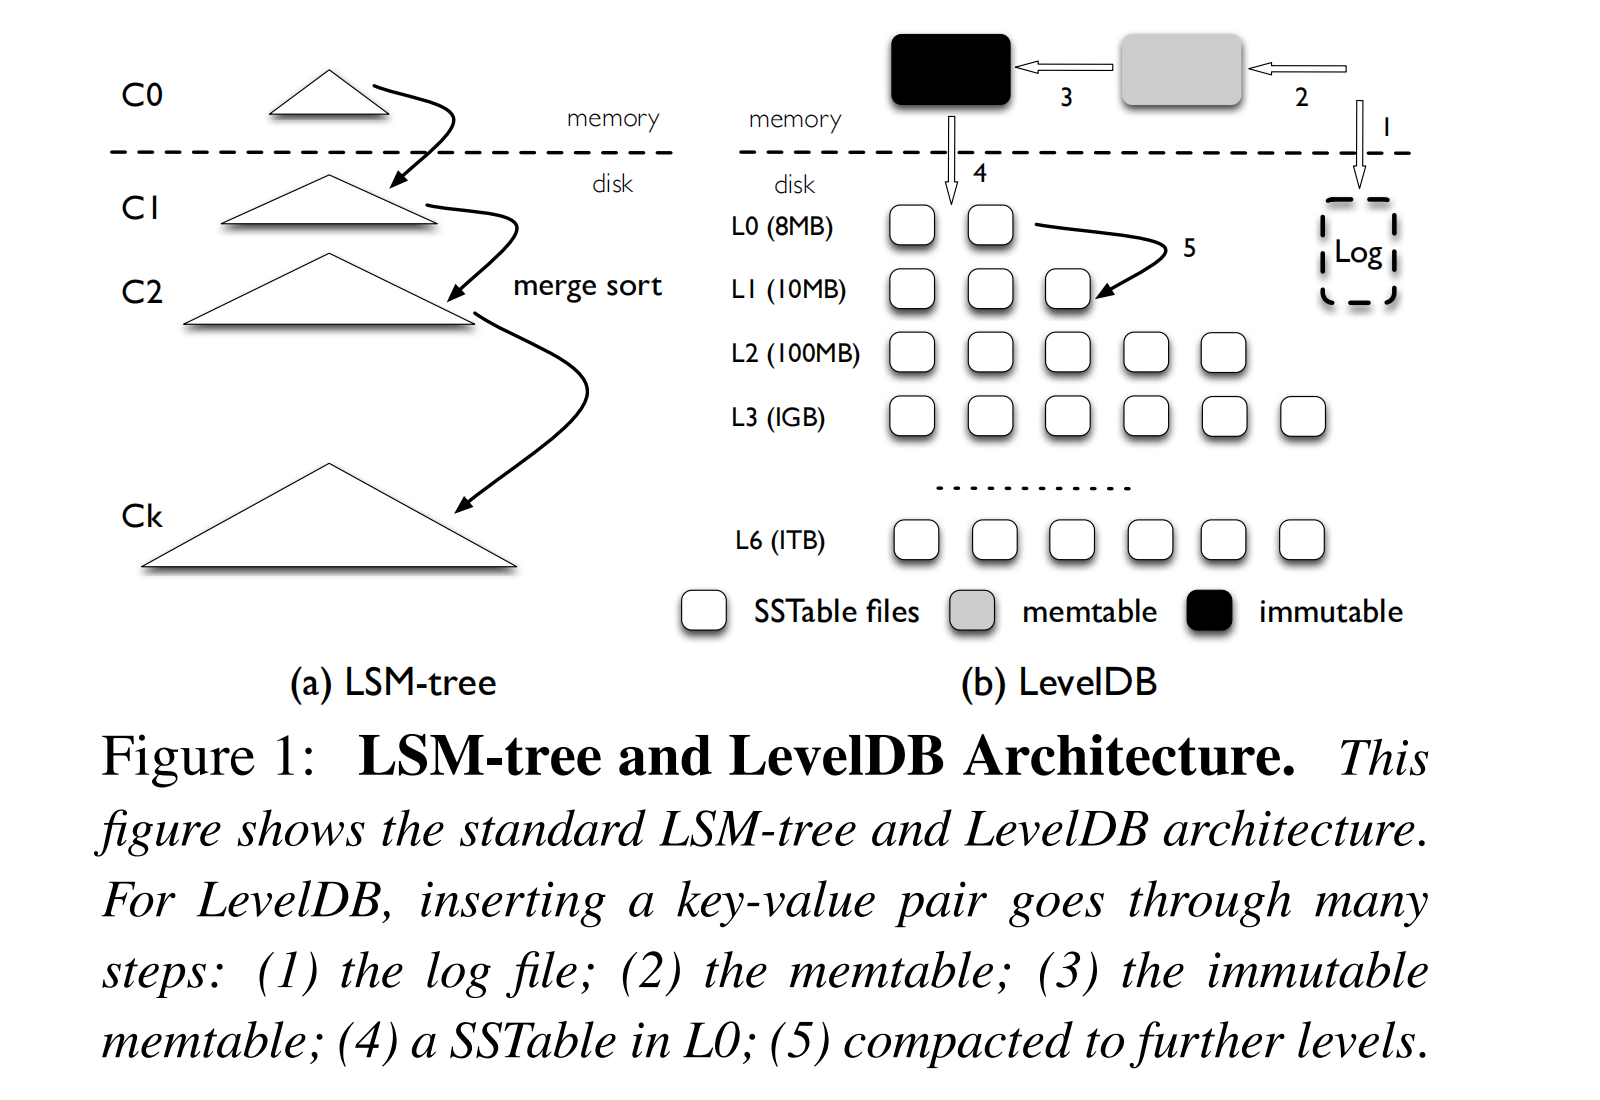 C0
memory
disk
C1
C2
merge sort
Ck
(a) LSM-tree
3
2
1
memory
disk
4
L0 (8MB)
5
Log
L1 (10MB)
L2 (100MB)
L3 (1GB)
L6 (1TB)
SSTable files
memtable
immutable
(b) LevelDB
Figure 1: LSM-tree and LevelDB Architecture. This
figure shows the standard LSM-tree and LevelDB architecture.
For LevelDB, inserting a key-value pair goes through many
steps: (1) the log file; (2) the memtable; (3) the immutable
memtable; (4) a SSTable in L0; (5) compacted to further levels.